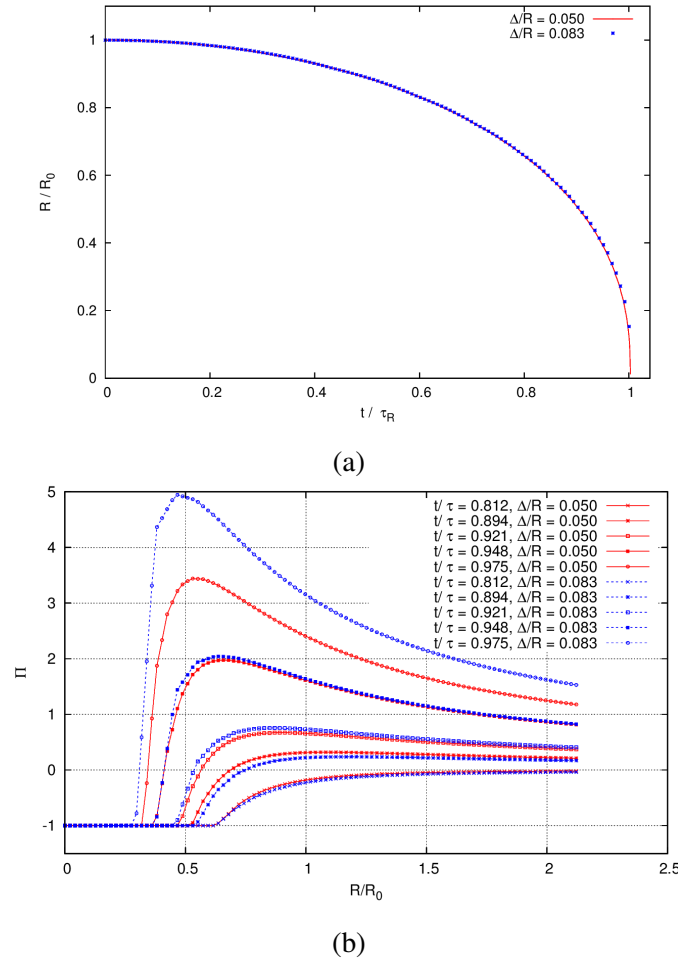 Δ/R = 0.050
Δ/R = 0.083
1
0.8
0.6
0.4
0.2
0
R / R0
0
0.2
0.4
0.6
0.8
1
t / τR
(a)
5
4
3
2
1
0
-1
Π
t/ τ = 0.812, Δ/R = 0.050
t/ τ = 0.894, Δ/R = 0.050
t/ τ = 0.921, Δ/R = 0.050
t/ τ = 0.948, Δ/R = 0.050
t/ τ = 0.975, Δ/R = 0.050
t/ τ = 0.812, Δ/R = 0.083
t/ τ = 0.894, Δ/R = 0.083
t/ τ = 0.921, Δ/R = 0.083
t/ τ = 0.948, Δ/R = 0.083
t/ τ = 0.975, Δ/R = 0.083
0
0.5
1
1.5
2
2.5
R/R0
(b)